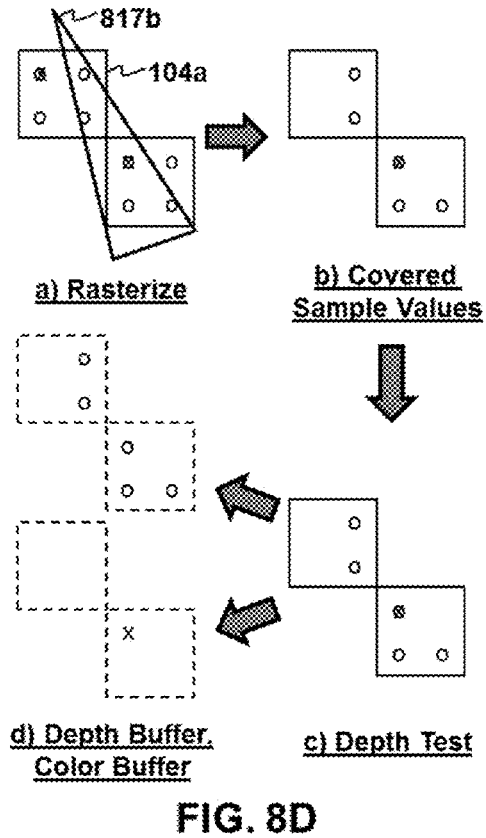 817b
104a
a) Rasterize
b) Covered
Sample Values
X
d) Depth Buffer,
Color Buffer
c) Depth Test
FIG. 8D